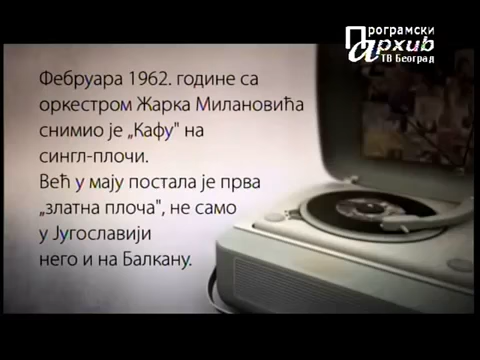 Програмски
архив
ТВ Београд
Фебруара 1962. године са
оркестром Жарка Милановића
снимио је „Кафу" на
сингл-плочи.
Већ у мају постала је прва
„златна плоча", не само
у Југославији
него и на Балкану.